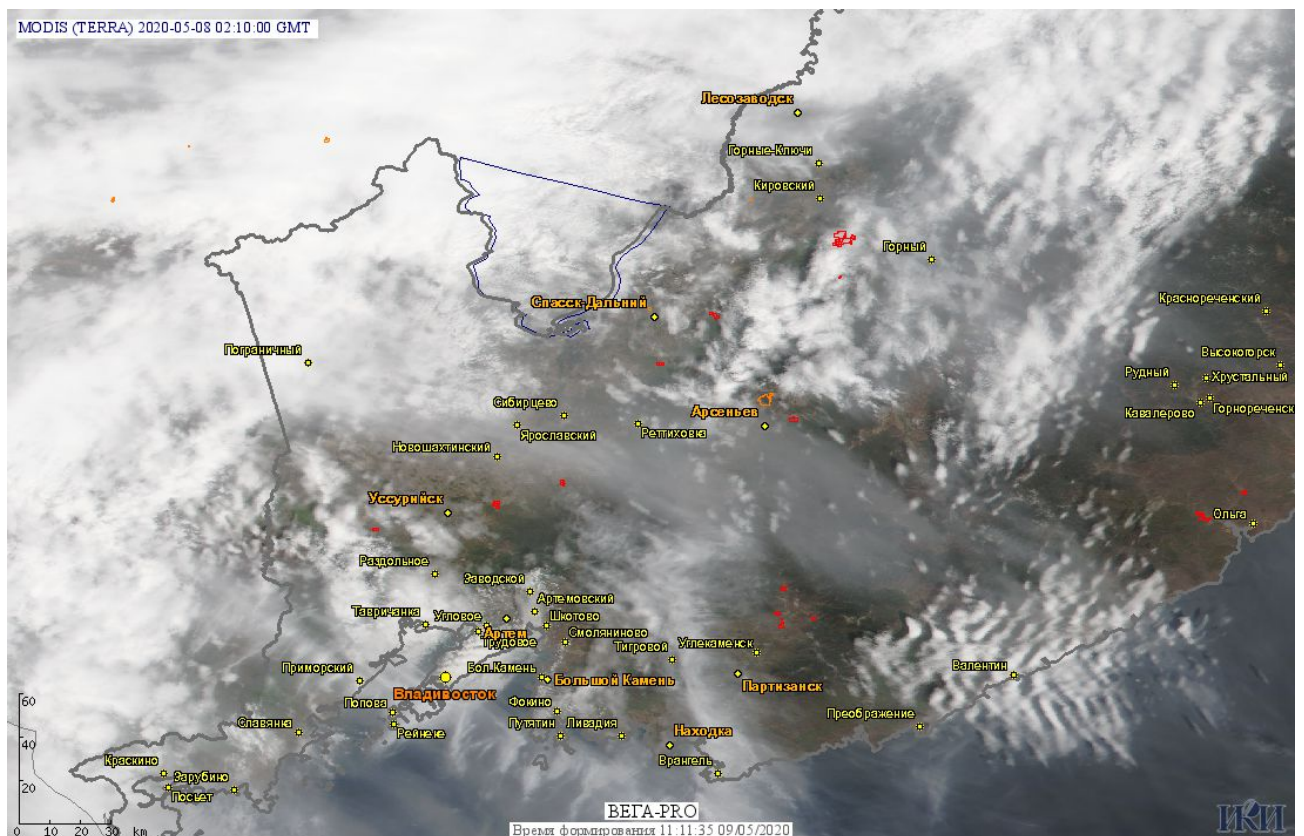 MODIS (TERRA) 2020-05-08 02:10:00 GMT
Лесозаводск
Горные-Ключи
Кировский
Горный
Спасск-Дальний
Краснореченский
Пограничный
Высокогорск
Рудный
Хрустальный
Сибирцево
Арсеньев
Кавалерово
Горнореченск
Ярославский
Реттиховка
Новошахтинский
Уссурийск
Ольга
Раздольное
Заводской
Артемовский
Тавричанка
Угловое
Шкотово
Артем
Трудовое
Смоляниново
Тигровой
Углекаменск
Приморский
Бол.Камень
Большой Камень
Партизанск
Валентин
Владивосток
Попова
Фокино
Преображение
Славянка
Рейнеке
Путятин
Ливадия
Находка
Краскино
Зарубино
Врангель
Посьет
60
40
20
0 10 20 30 km
ВЕГА-PRO
Время формирования 11:11:35 09/05/2020
ИКИ